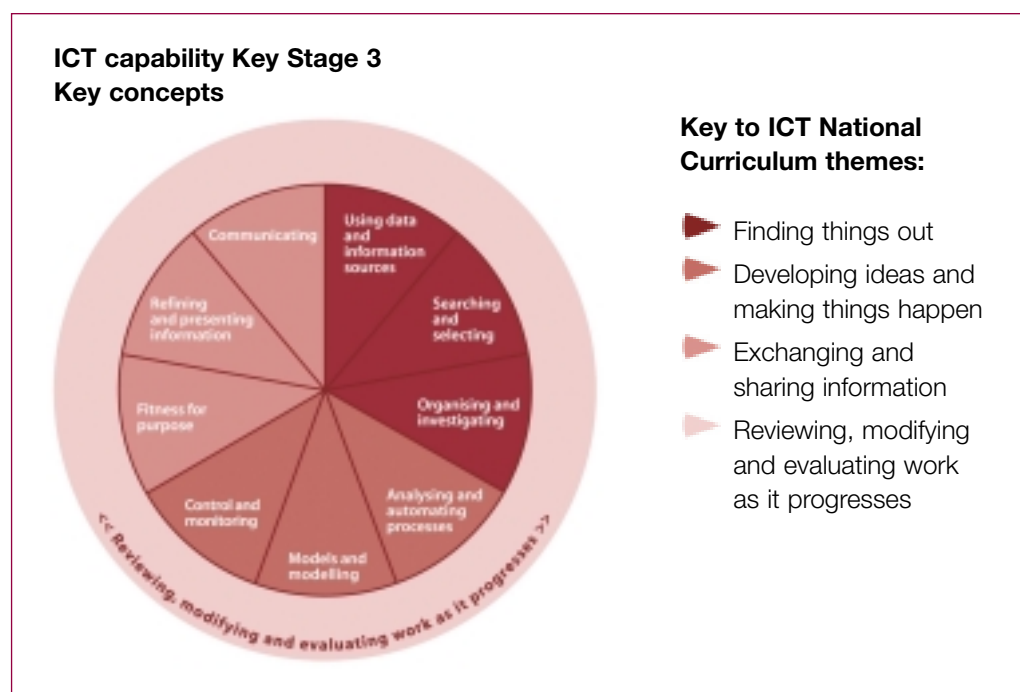 ICT capability Key Stage 3
Key concepts
Communicating
Using data
and
information
sources
Searching
and
selecting
Organising and
investigating
Analysing and
automating
processes
Models and
modelling
Control and
monitoring
Fitness for
purpose
Refining
and presenting
information
<< Reviewing, modifying and evaluating work as it progresses >>
Key to ICT National
Curriculum themes:
Finding things out
Developing ideas and
making things happen
Exchanging and
sharing information
Reviewing, modifying
and evaluating work
as it progresses